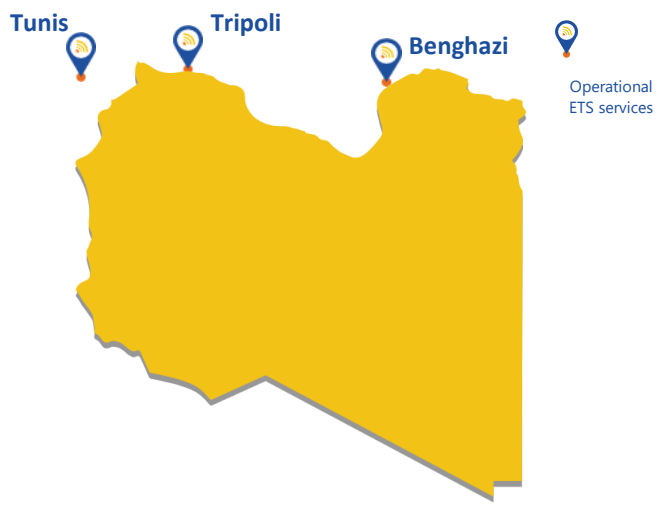 Tunis
Tripoli
Benghazi
Operational
ETS services